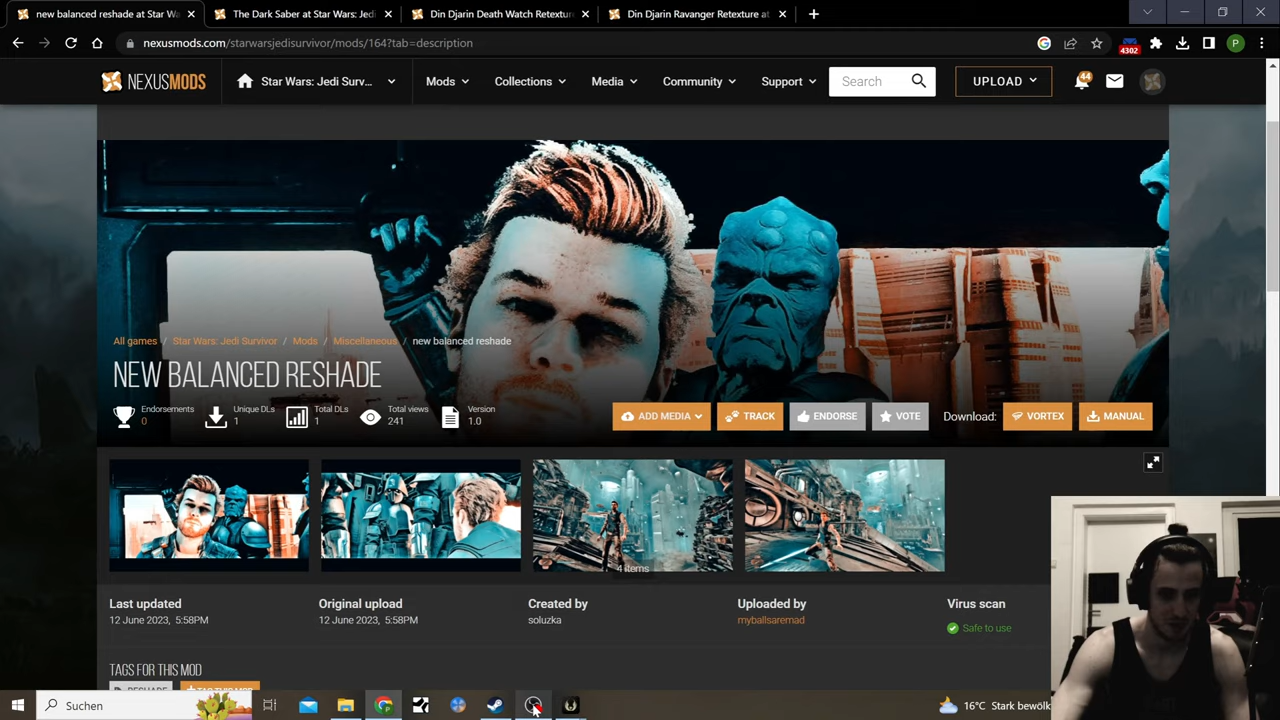 new balanced reshade at Star Wa
The Dark Saber at Star Wars: Jedi
Din Djarin Death Watch Retexture
Din Djarin Ravanger Retexture at
nexusmods.com/starwarsjedisurvivor/mods/164?tab=description
4302
P
NEXUSMODS
Star Wars: Jedi Surv...
Mods
Collections
Media
Community
Support
Search
UPLOAD
44
All games / Star Wars: Jedi Survivor / Mods / Miscellaneous / new balanced reshade
NEW BALANCED RESHADE
Endorsements
0
Unique DLs
1
Total DLs
1
Total views
241
Version
1.0
ADD MEDIA
TRACK
ENDORSE
VOTE
Download:
VORTEX
MANUAL
4 items
Last updated
12 June 2023, 5:58PM
Original upload
12 June 2023, 5:58PM
Created by
soluzka
Uploaded by
myballsaremad
Virus scan
Safe to use
TAGS FOR THIS MOD
RESHADE
+ TAG THIS MOD
Suchen
16°C Stark bewölk